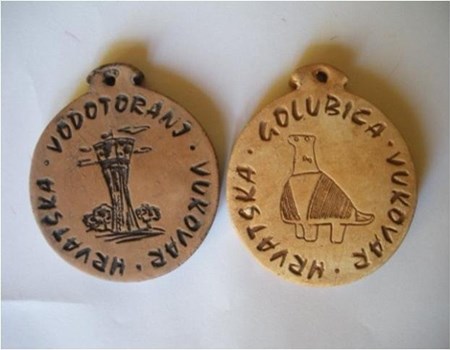 VODOTORANJ · VUKOVAR · HRVATSKA ·
GOLUBICA · VUKOVAR · HRVATSKA ·